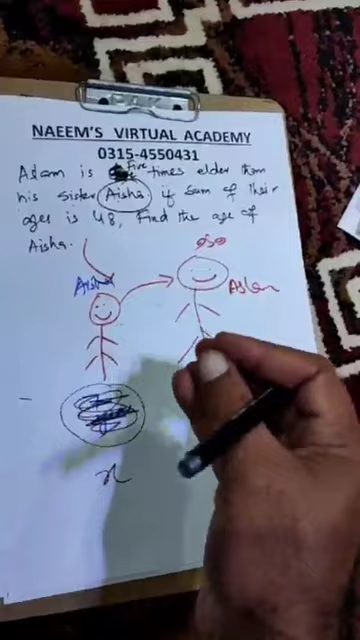 NAEEM'S VIRTUAL ACADEMY
0315-4550431
Aslam is Five times elder than
his sister Aisha if sum of their
ages is 48, Find the age of
Aisha.
Aisha
Aslam
x